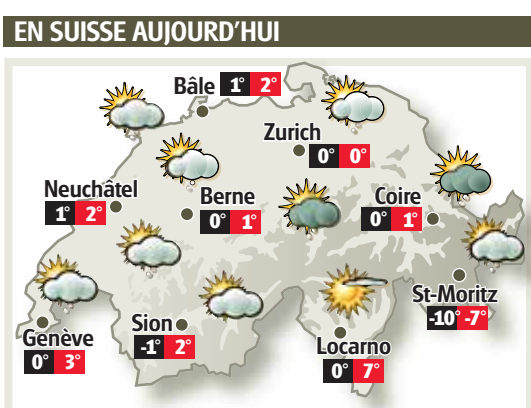 EN SUISSE AUJOURD'HUI
Bâle 1° 2°
Zurich
0° 0°
Neuchâtel
1° 2°
Berne
0° 1°
Coire
0° 1°
St-Moritz
-10° -7°
Genève
0° 3°
Sion
-1° 2°
Locarno
0° 7°